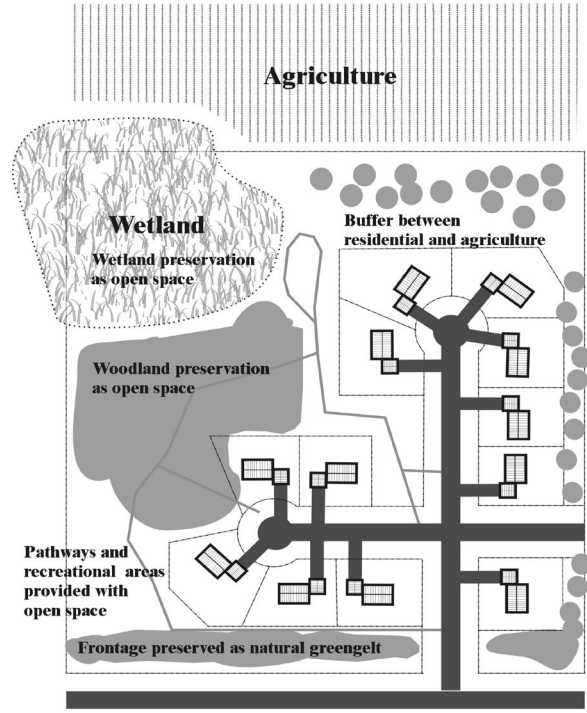 Agriculture
Wetland
Wetland preservation
as open space
Buffer between
residential and agriculture
Woodland preservation
as open space
Pathways and
recreational areas
provided with
open space
Frontage preserved as natural greengelt